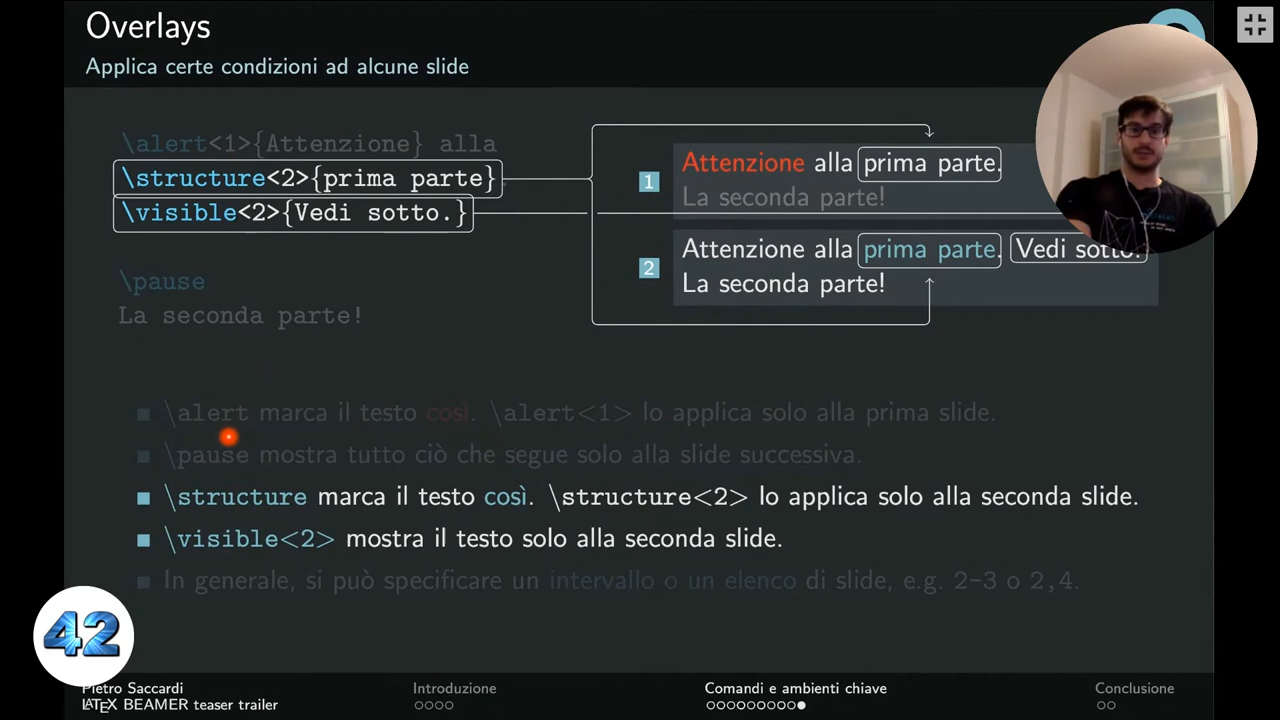 Overlays
Applica certe condizioni ad alcune slide
\alert<1>{Attenzione} alla
\structure<2>{prima parte}.
\visible<2>{Vedi sotto.}
\pause
La seconda parte!
1
Attenzione alla prima parte.
La seconda parte!
2
Attenzione alla prima parte. Vedi sotto.
La seconda parte!
\alert marca il testo così. \alert<1> lo applica solo alla prima slide.
\pause mostra tutto ciò che segue solo alla slide successiva.
\structure marca il testo così. \structure<2> lo applica solo alla seconda slide.
\visible<2> mostra il testo solo alla seconda slide.
In generale, si può specificare un intervallo o un elenco di slide, e.g. 2-3 o 2,4.
42
Pietro Saccardi
LATEX BEAMER teaser trailer
Introduzione
Comandi e ambienti chiave
Conclusione